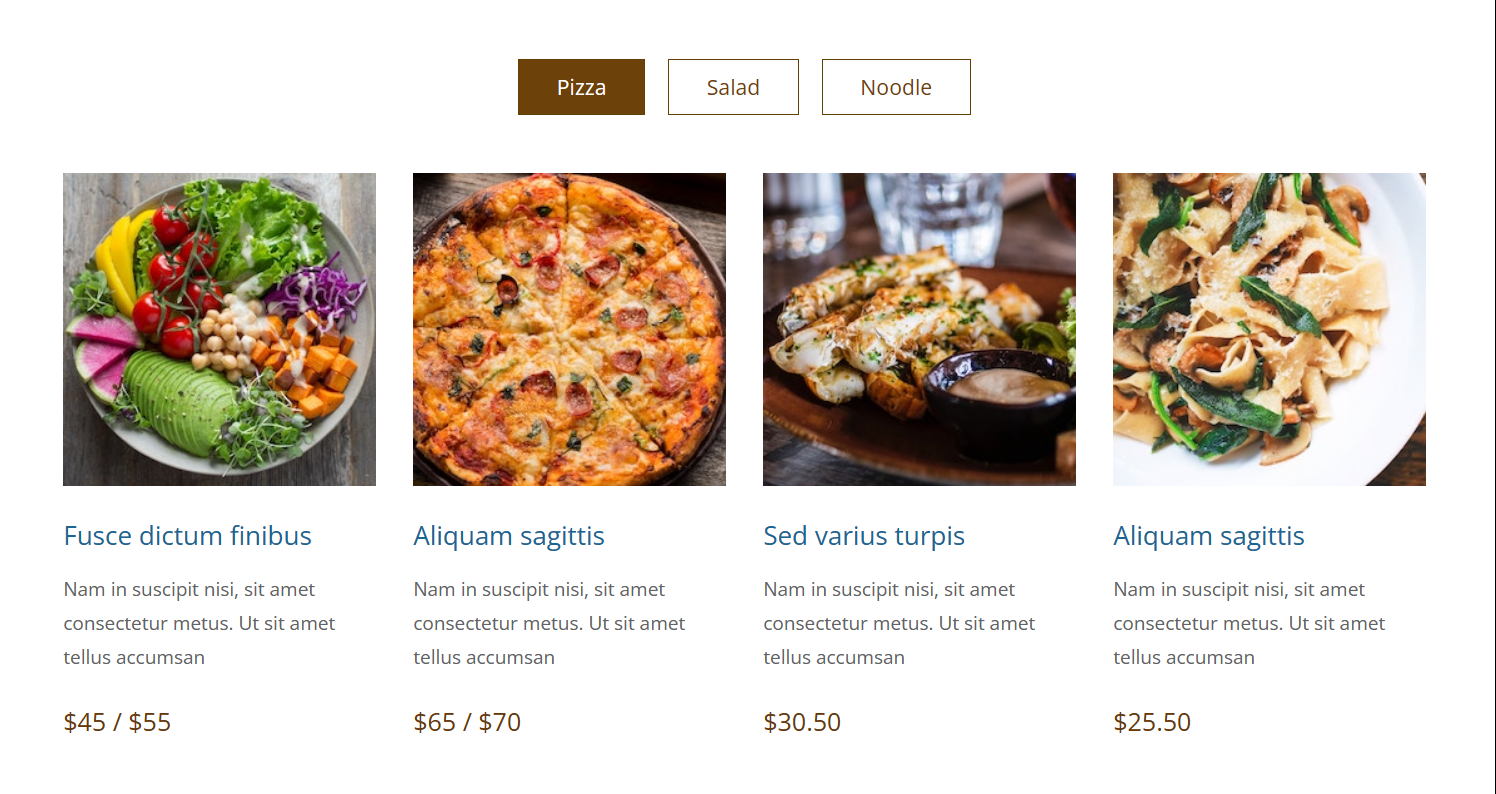 Pizza
Salad
Noodle
Fusce dictum finibus
Nam in suscipit nisi, sit amet
consectetur metus. Ut sit amet
tellus accumsan
$45 / $55
Aliquam sagittis
Nam in suscipit nisi, sit amet
consectetur metus. Ut sit amet
tellus accumsan
$65 / $70
Sed varius turpis
Nam in suscipit nisi, sit amet
consectetur metus. Ut sit amet
tellus accumsan
$30.50
Aliquam sagittis
Nam in suscipit nisi, sit amet
consectetur metus. Ut sit amet
tellus accumsan
$25.50